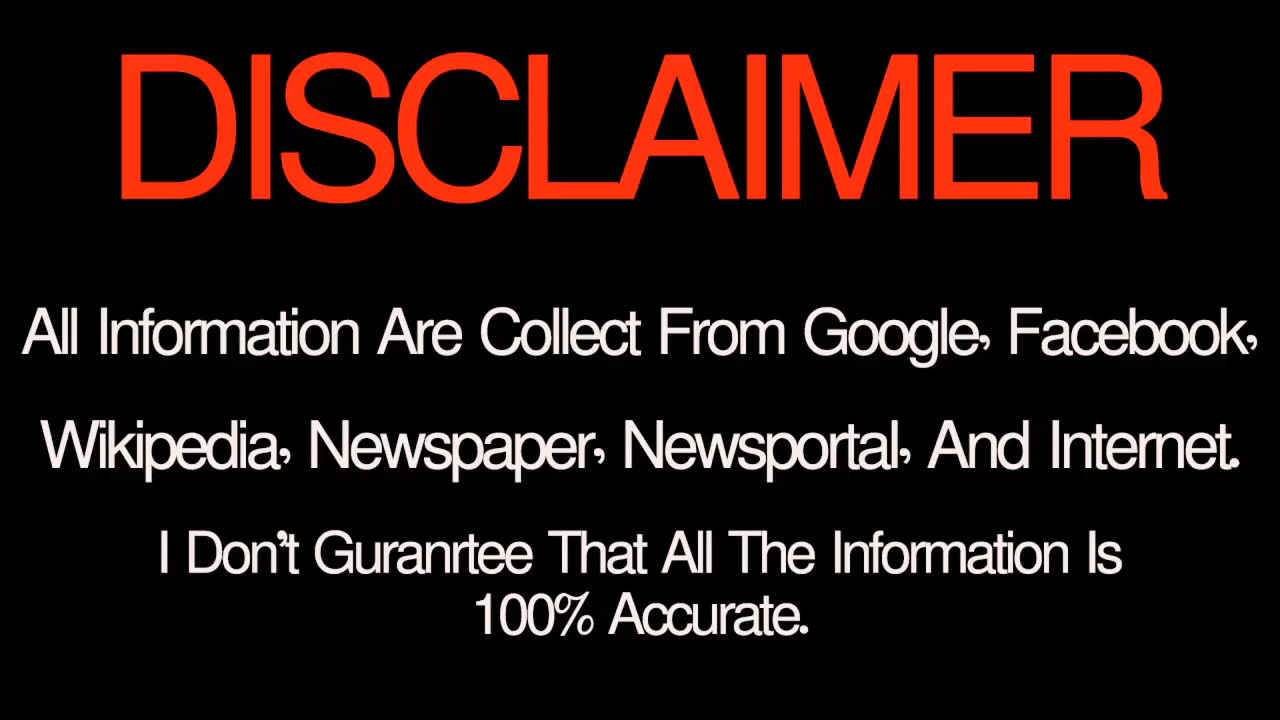 DISCLAIMER
All Information Are Collect From Google, Facebook,
Wikipedia, Newspaper, Newsportal, And Internet.
I Don't Guranrtee That All The Information Is
100% Accurate.